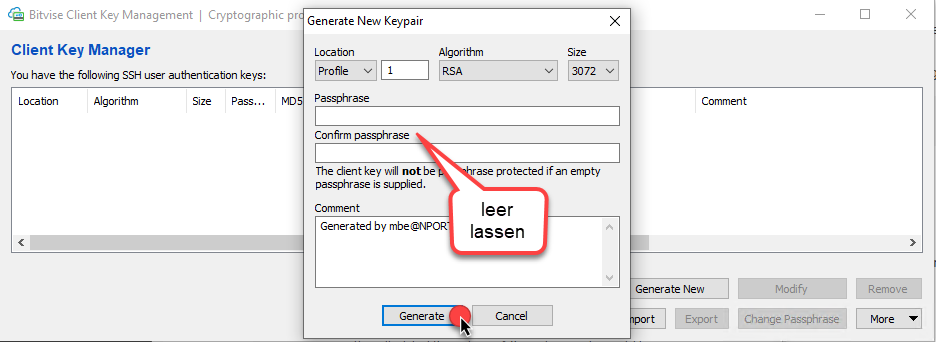 Bitvise Client Key Management | Cryptographic pro
Generate New Keypair
Client Key Manager
You have the following SSH user authentication keys:
Location Algorithm Size Pass... MD5 Comment
Location Algorithm Size
Profile 1 RSA 3072
Passphrase
Confirm passphrase
The client key will not be protected if an empty
passphrase is supplied.
leer
lassen
Comment
Generated by mbe@NPORT
Generate Cancel
Generate New Modify Remove
mport Export Change Passphrase More